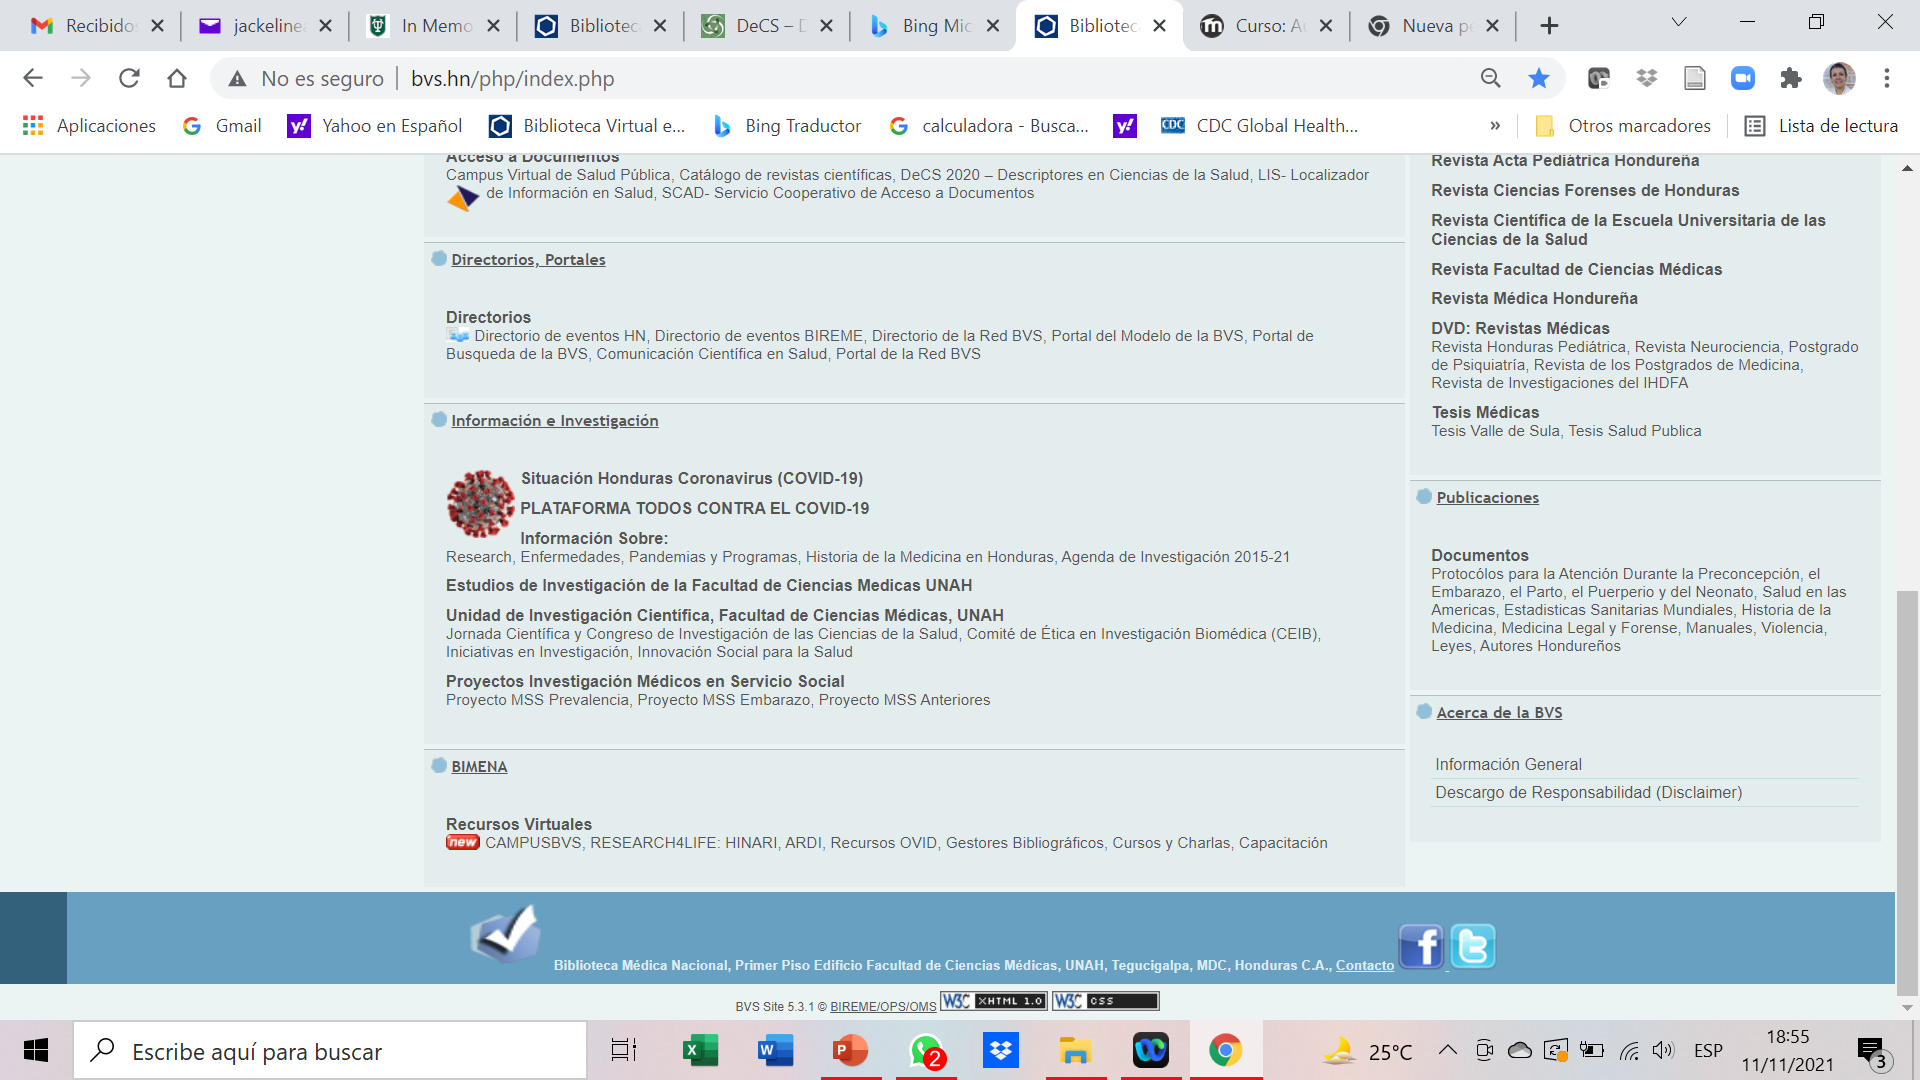 Recibidos
jackelinea
In Memo
Bibliotec
DeCS – D
Bing Mic
Bibliotec
Curso: Au
Nueva pe
No es seguro
bvs.hn/php/index.php
Aplicaciones
Gmail
Yahoo en Español
Biblioteca Virtual e...
Bing Traductor
calculadora - Busca...
CDC Global Health...
»
Otros marcadores
Lista de lectura
Acceso a Documentos
Campus Virtual de Salud Pública, Catálogo de revistas científicas, DeCS 2020 – Descriptores en Ciencias de la Salud, LIS- Localizador
de Información en Salud, SCAD- Servicio Cooperativo de Acceso a Documentos
Directorios, Portales
Directorios
Directorio de eventos HN, Directorio de eventos BIREME, Directorio de la Red BVS, Portal del Modelo de la BVS, Portal de
Busqueda de la BVS, Comunicación Científica en Salud, Portal de la Red BVS
Información e Investigación
Situación Honduras Coronavirus (COVID-19)
PLATAFORMA TODOS CONTRA EL COVID-19
Información Sobre:
Research, Enfermedades, Pandemias y Programas, Historia de la Medicina en Honduras, Agenda de Investigación 2015-21
Estudios de Investigación de la Facultad de Ciencias Medicas UNAH
Unidad de Investigación Científica, Facultad de Ciencias Médicas, UNAH
Jornada Científica y Congreso de Investigación de las Ciencias de la Salud, Comité de Ética en Investigación Biomédica (CEIB),
Iniciativas en Investigación, Innovación Social para la Salud
Proyectos Investigación Médicos en Servicio Social
Proyecto MSS Prevalencia, Proyecto MSS Embarazo, Proyecto MSS Anteriores
BIMENA
Recursos Virtuales
new CAMPUSBVS, RESEARCH4LIFE: HINARI, ARDI, Recursos OVID, Gestores Bibliográficos, Cursos y Charlas, Capacitación
Revista Acta Pediátrica Hondureña
Revista Ciencias Forenses de Honduras
Revista Científica de la Escuela Universitaria de las
Ciencias de la Salud
Revista Facultad de Ciencias Médicas
Revista Médica Hondureña
DVD: Revistas Médicas
Revista Honduras Pediátrica, Revista Neurociencia, Postgrado
de Psiquiatría, Revista de los Postgrados de Medicina,
Revista de Investigaciones del IHDFA
Tesis Médicas
Tesis Valle de Sula, Tesis Salud Publica
Publicaciones
Documentos
Protocólos para la Atención Durante la Preconcepción, el
Embarazo, el Parto, el Puerperio y del Neonato, Salud en las
Americas, Estadisticas Sanitarias Mundiales, Historia de la
Medicina, Medicina Legal y Forense, Manuales, Violencia,
Leyes, Autores Hondureños
Acerca de la BVS
Información General
Descargo de Responsabilidad (Disclaimer)
Biblioteca Médica Nacional, Primer Piso Edificio Facultad de Ciencias Médicas, UNAH, Tegucigalpa, MDC, Honduras C.A., Contacto
BVS Site 5.3.1 © BIREME/OPS/OMS W3C XHTML 1.0 W3C CSS
Escribe aquí para buscar
2
25°C
ESP
18:55
11/11/2021
3